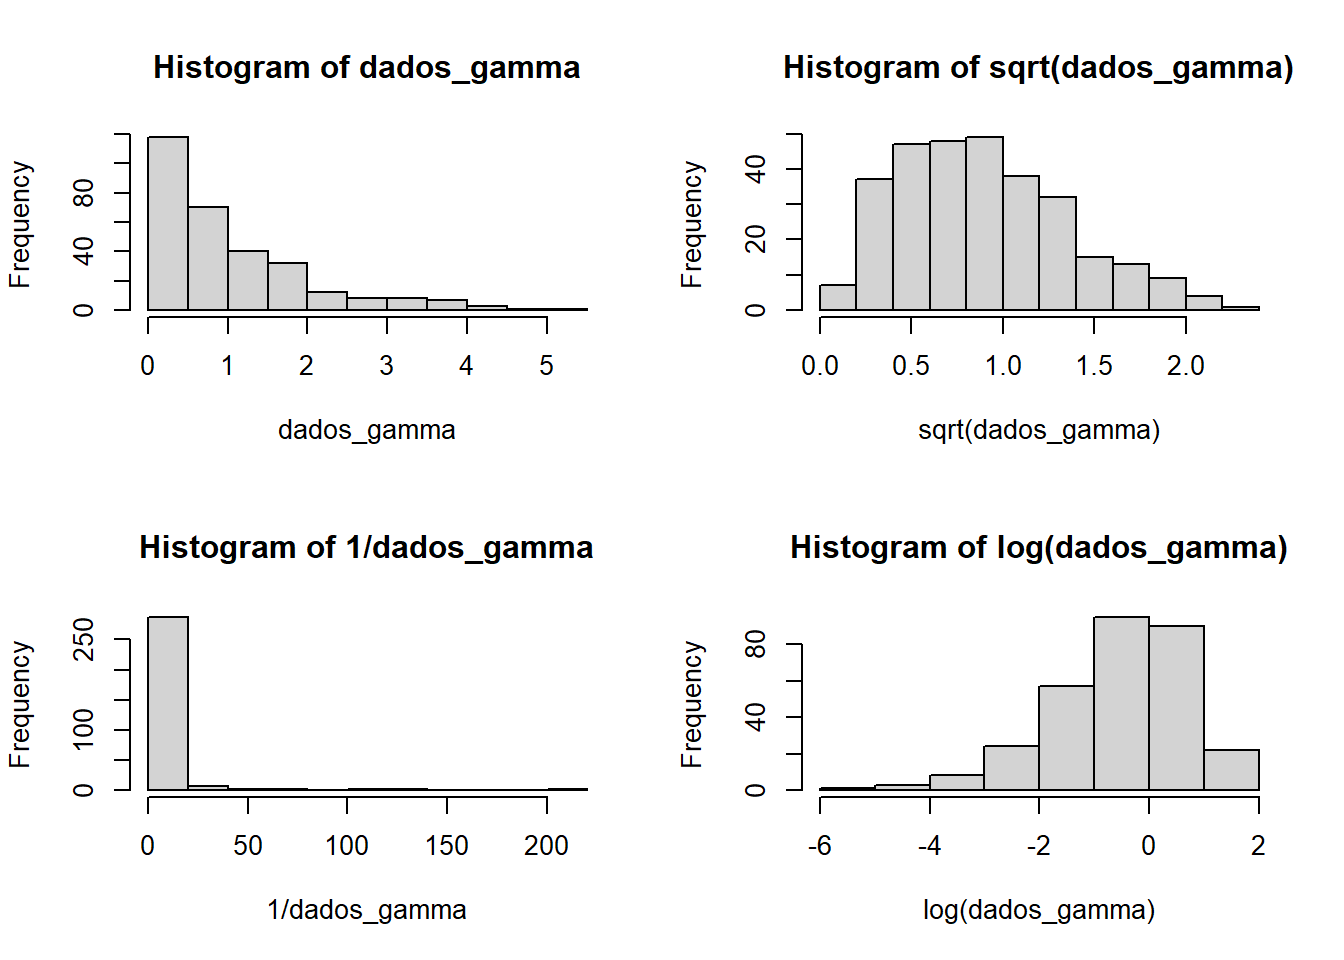 Histogram of dados_gamma
Frequency
0 40 80
0 1 2 3 4 5
dados_gamma
Histogram of sqrt(dados_gamma)
Frequency
0 20 40
0.0 0.5 1.0 1.5 2.0
sqrt(dados_gamma)
Histogram of 1/dados_gamma
Frequency
0 100 250
0 50 100 150 200
1/dados_gamma
Histogram of log(dados_gamma)
Frequency
0 40 80
-6 -4 -2 0 2
log(dados_gamma)